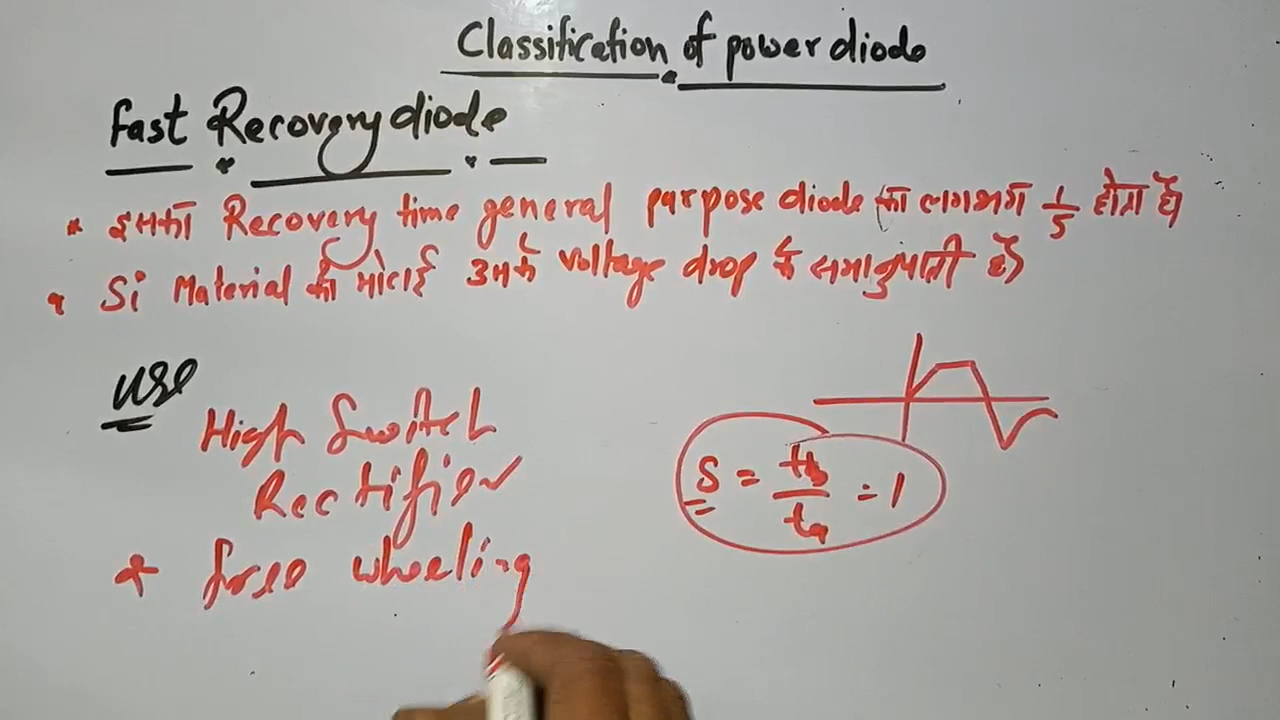 Classification of power diode
Fast Recovery diode
* इसका Recovery time general purpose diode का लगभग 1/5 होता है
* Si Material की मोटाई उसके voltage drop के समानुपाती है
use
High Switch
Rectifier
* free wheeling
S = tb/ta = 1